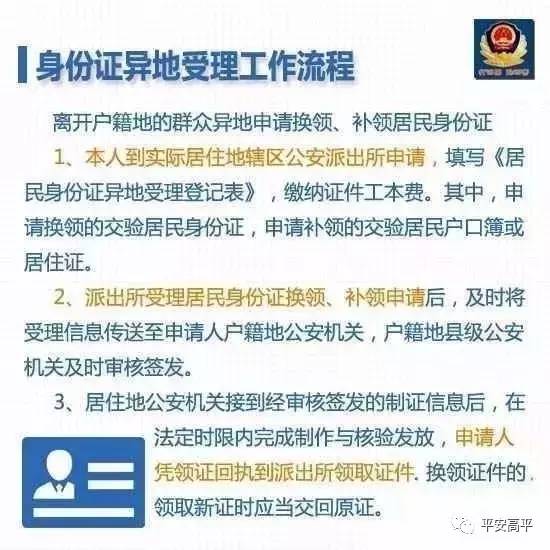 身份证异地受理工作流程
离开户籍地的群众异地申请换领、补领居民身份证
1、本人到实际居住地辖区公安派出所申请，填写《居
民身份证异地受理登记表》，缴纳证件工本费。其中，申
请换领的交验居民身份证，申请补领的交验居民户口簿或
居住证。
2、派出所受理居民身份证换领、补领申请后，及时将
受理信息传送至申请人户籍地公安机关，户籍地县级公安
机关及时审核签发。
3、居住地公安机关接到经审核签发的制证信息后，在
法定时限内完成制作与核验发放，申请人
凭领证回执到派出所领取证件. 换领证件的，
领取新证时应当交回原证。
平安高平